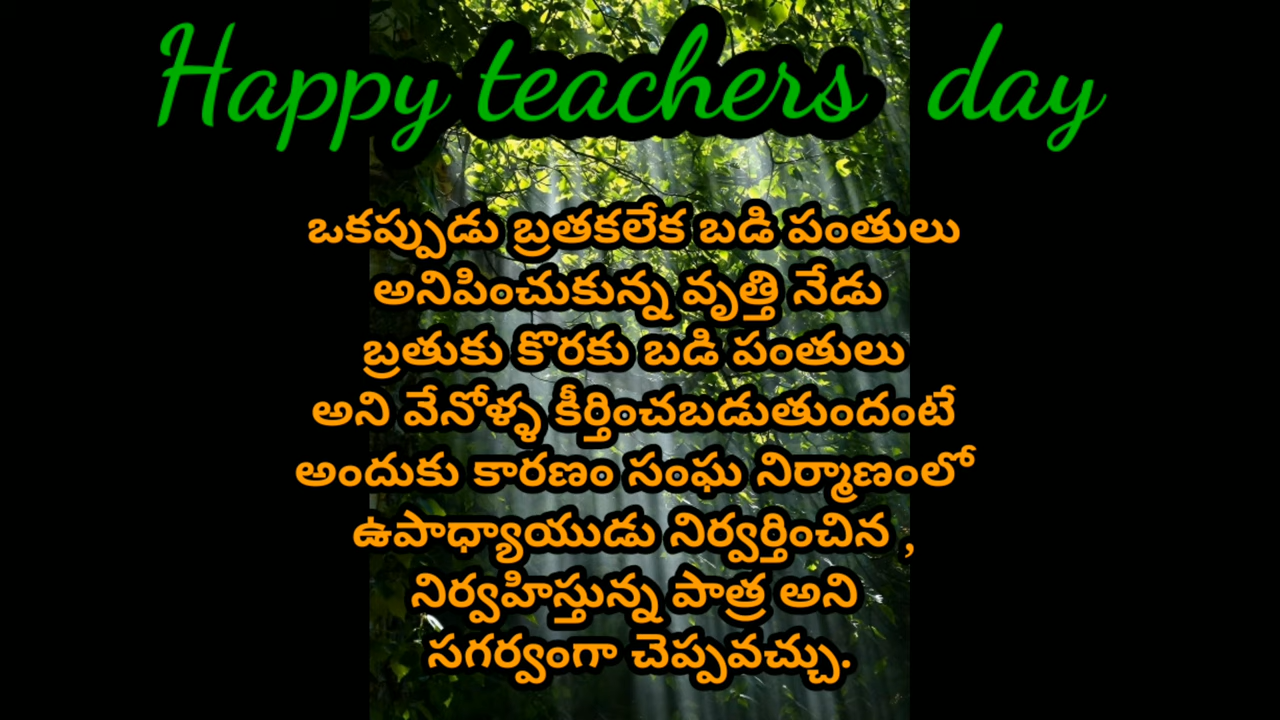 Happy teachers day
ఒకప్పుడు బ్రతకలేక బడి పంతులు
అనిపించుకున్న వృత్తి నేడు
బ్రతుకు కొరకు బడి పంతులు
అని వేనోళ్ళ కీర్తించబడుతుందంటే
అందుకు కారణం సంఘ నిర్మాణంలో
ఉపాధ్యాయుడు నిర్వర్తించిన ,
నిర్వహిస్తున్న పాత్ర అని
సగర్వంగా చెప్పవచ్చు.